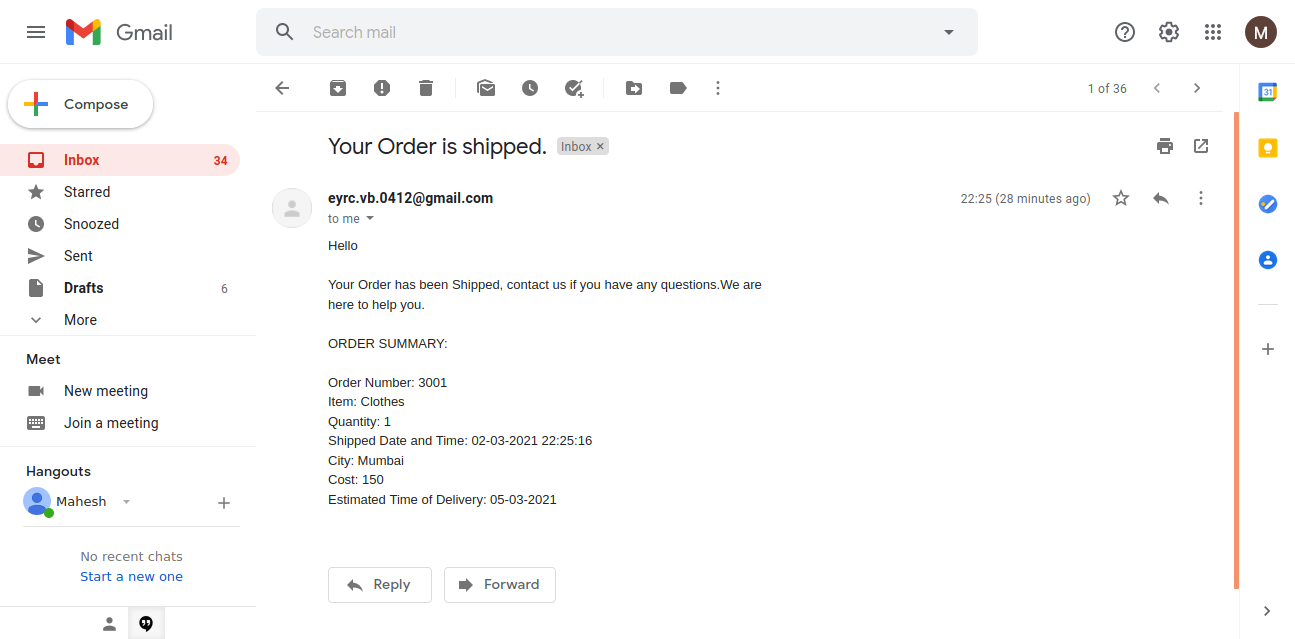 Gmail
Search mail
M
Compose
1 of 36
31
Your Order is shipped.
Inbox ×
Inbox 34
Starred
Snoozed
Sent
Drafts 6
More
eyrc.vb.0412@gmail.com
22:25 (28 minutes ago)
to me
Hello
Your Order has been Shipped, contact us if you have any questions.We are
here to help you.
ORDER SUMMARY:
Order Number: 3001
Item: Clothes
Quantity: 1
Shipped Date and Time: 02-03-2021 22:25:16
City: Mumbai
Cost: 150
Estimated Time of Delivery: 05-03-2021
Reply
Forward
Meet
New meeting
Join a meeting
Hangouts
Mahesh
No recent chats
Start a new one